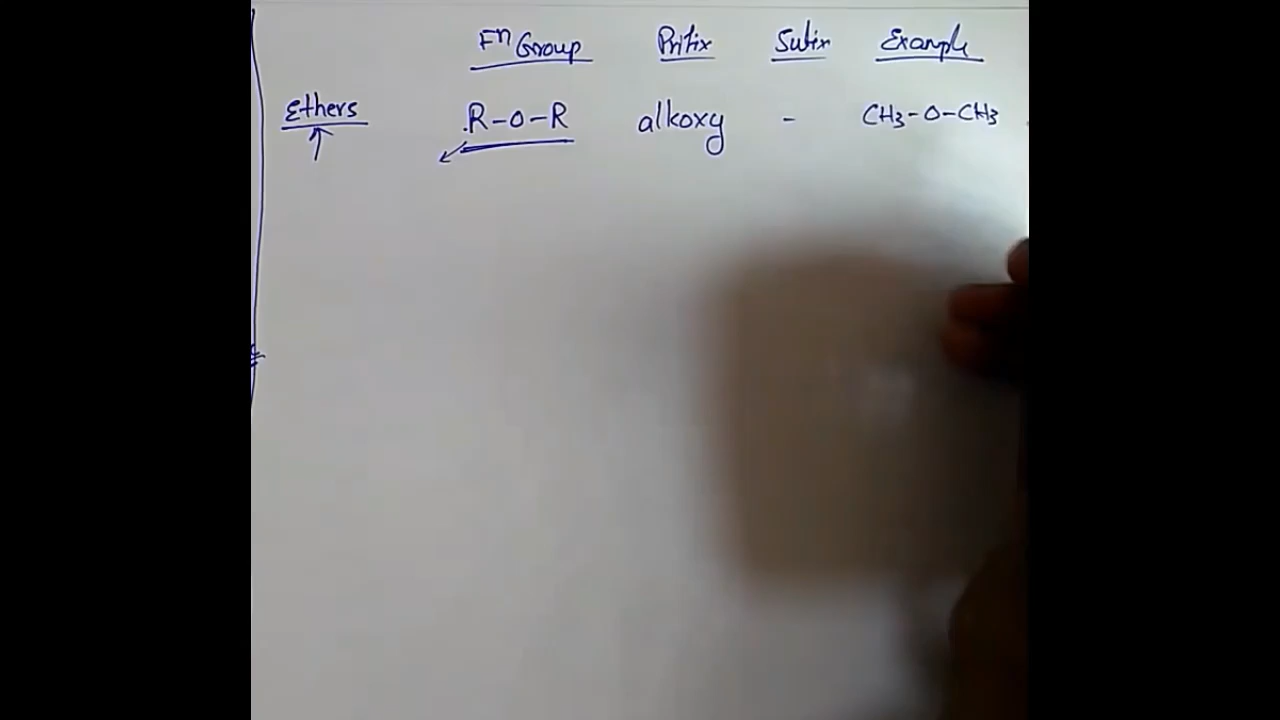 Fn Group Prifix Sufix Example
Ethers R-O-R alkoxy - CH3-O-CH3